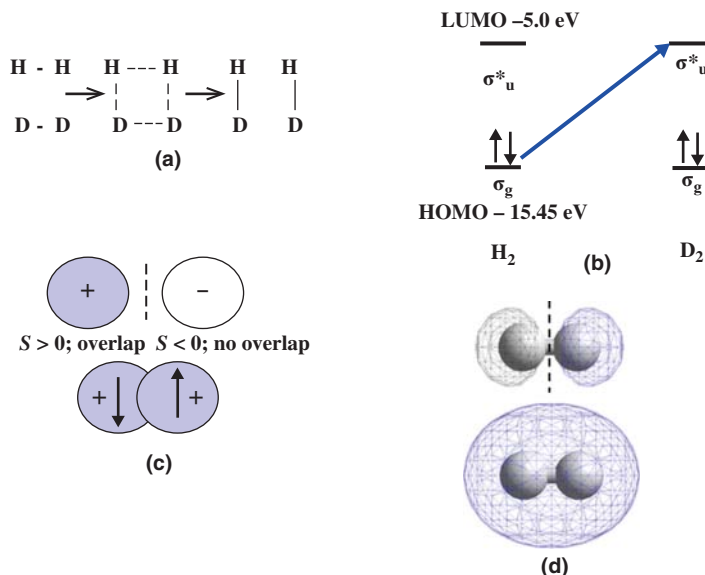 H - H H --- H H H
D - D D --- D D D
(a)
LUMO –5.0 eV
σ*u σ*u
σg σg
HOMO – 15.45 eV
H2 D2
(b)
+ –
S > 0; overlap S < 0; no overlap
+ +
(c)
(d)